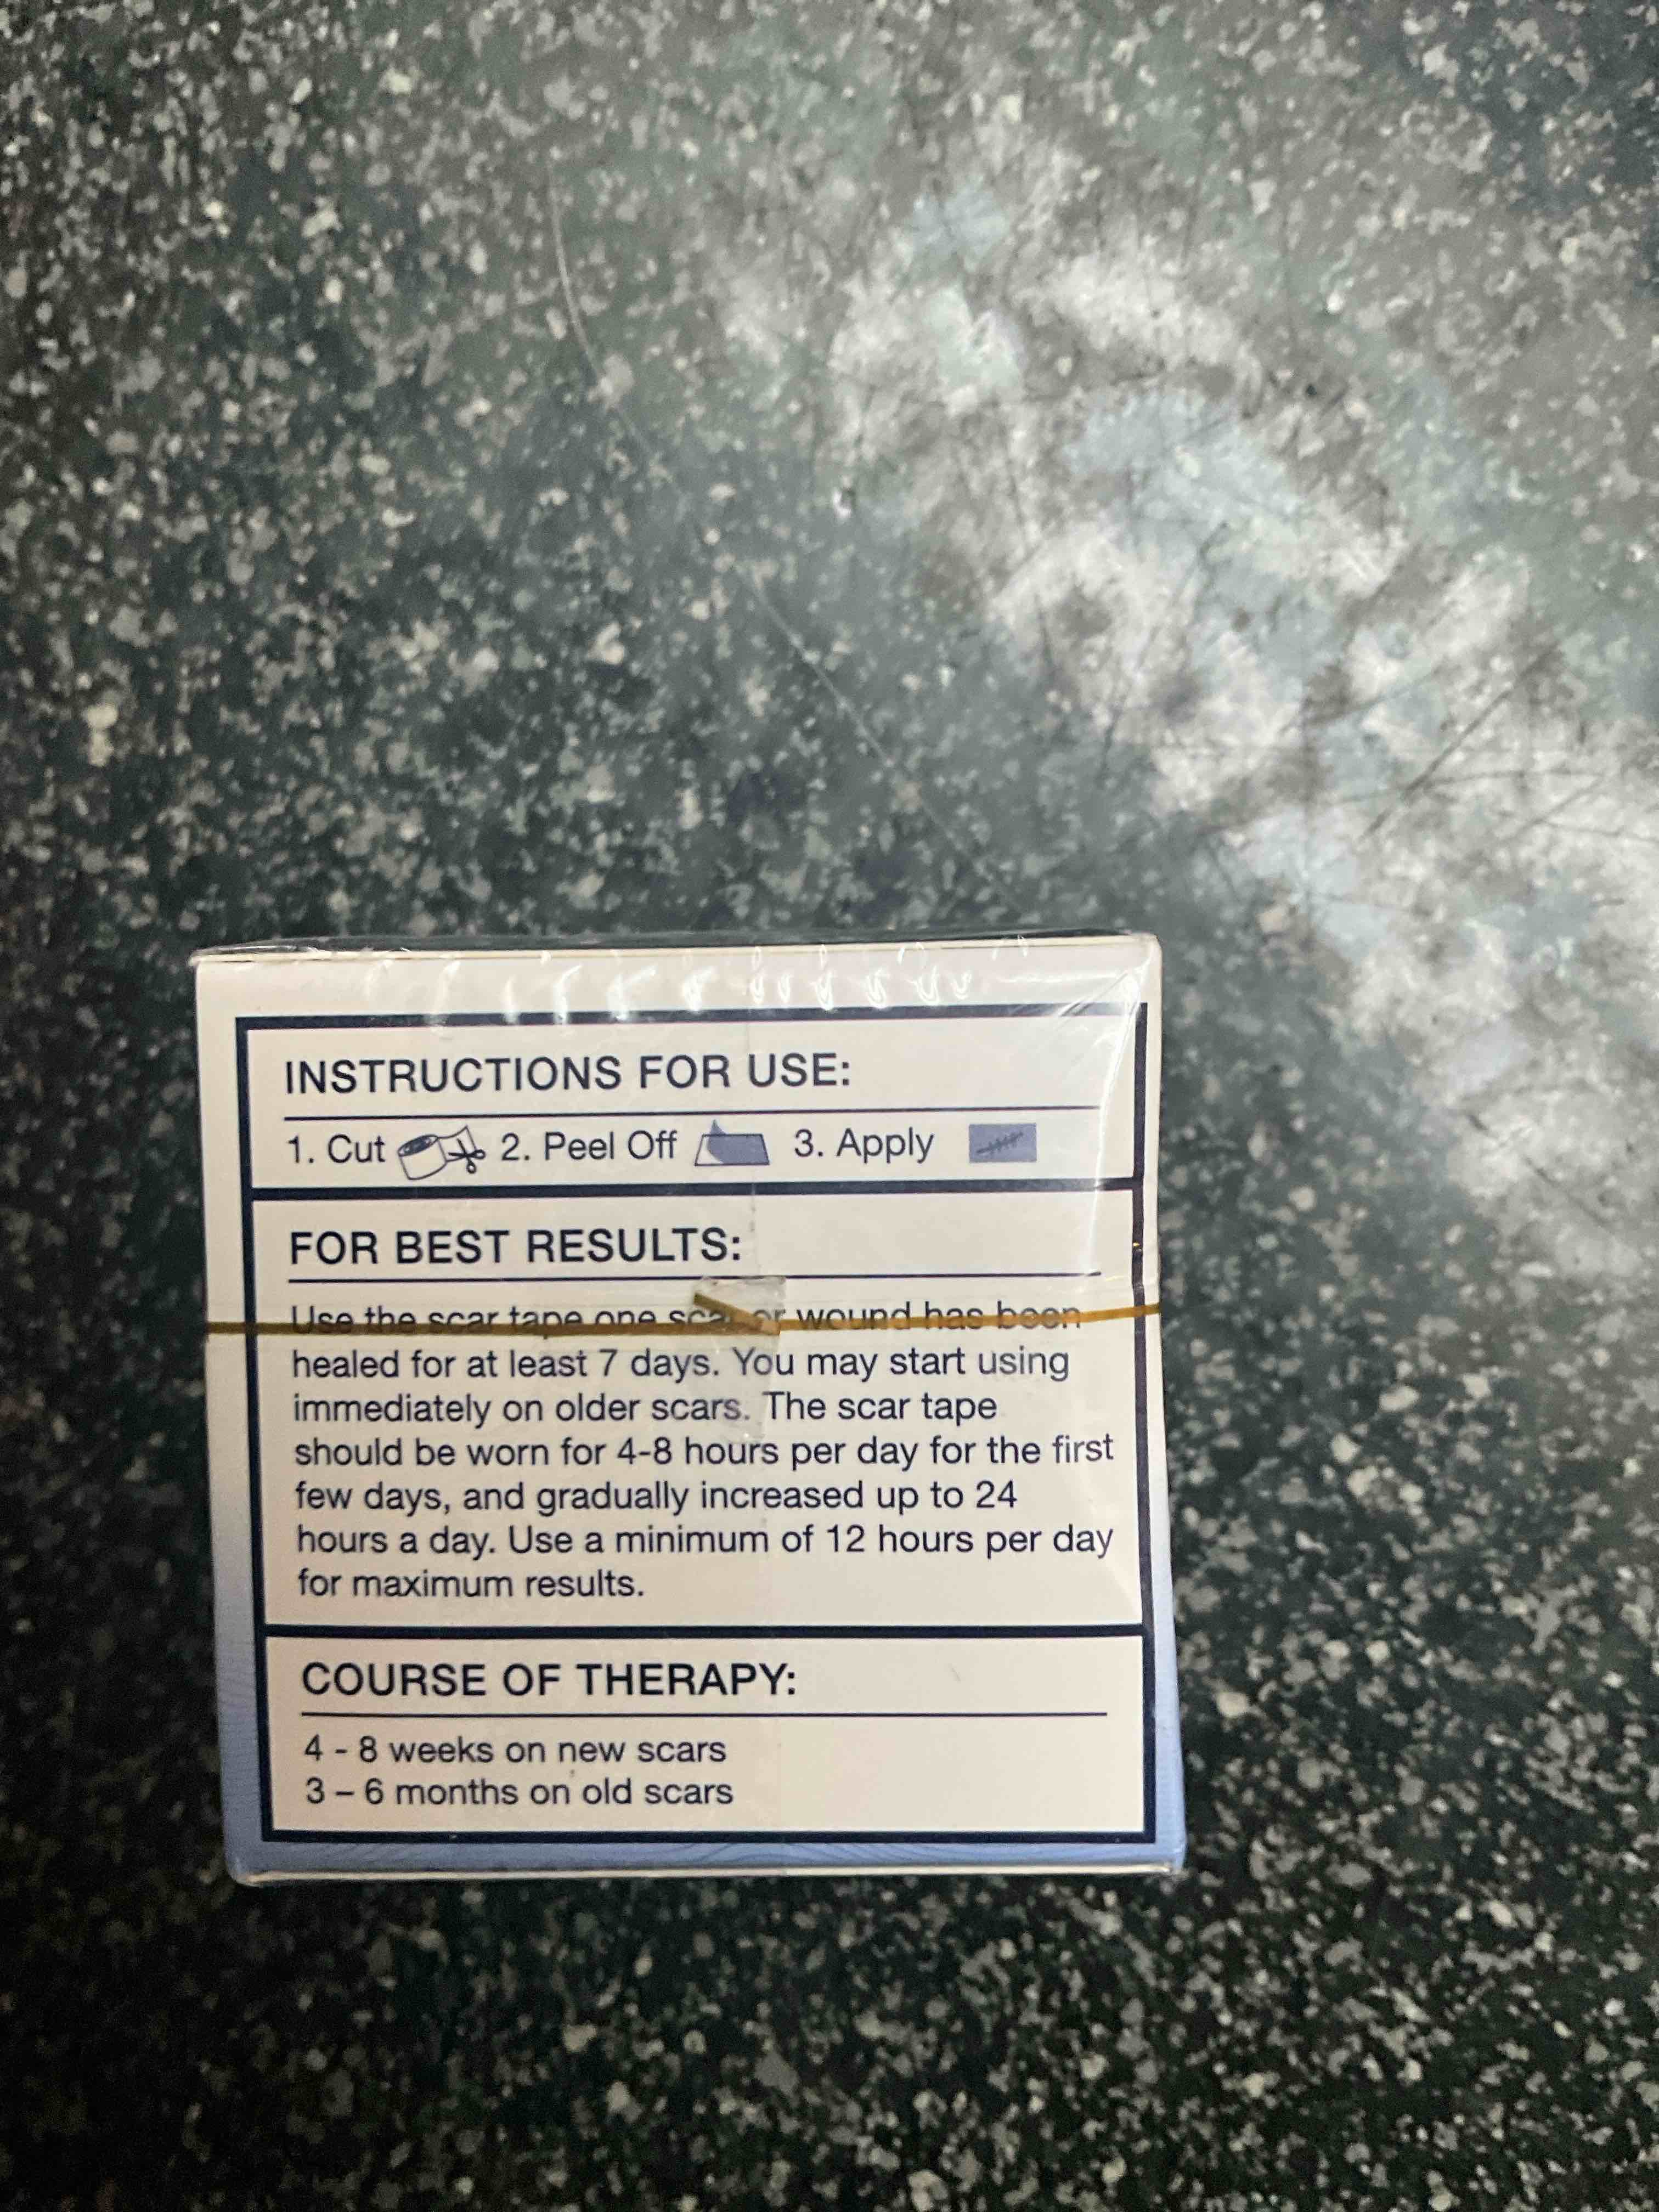 INSTRUCTIONS FOR USE:
1. Cut 2. Peel Off 3. Apply
FOR BEST RESULTS:
Use the scar tape one scar or wound has been
healed for at least 7 days. You may start using
immediately on older scars. The scar tape
should be worn for 4-8 hours per day for the first
few days, and gradually increased up to 24
hours a day. Use a minimum of 12 hours per day
for maximum results.
COURSE OF THERAPY:
4 - 8 weeks on new scars
3 – 6 months on old scars